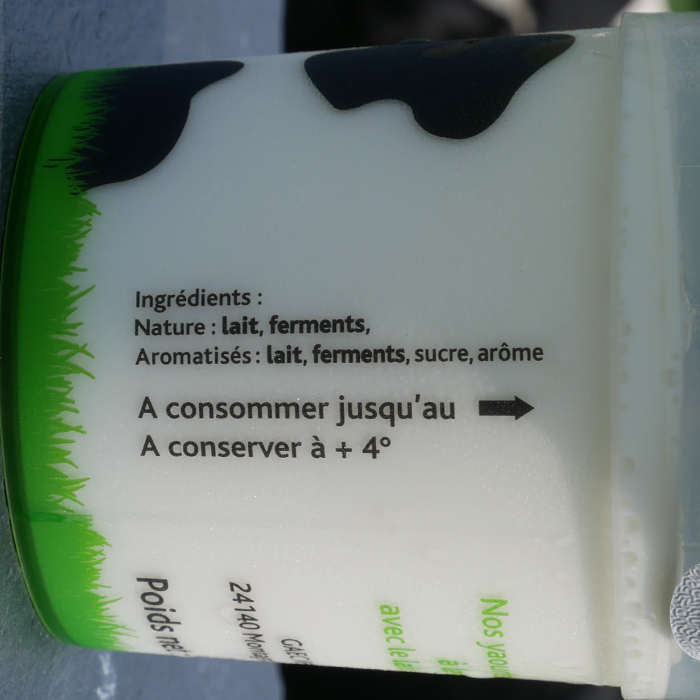 Ingrédients :
Nature : lait, ferments,
Aromatisés : lait, ferments, sucre, arôme
A consommer jusqu'au
A conserver à + 4°
Nos
avec le
24140
Poids net